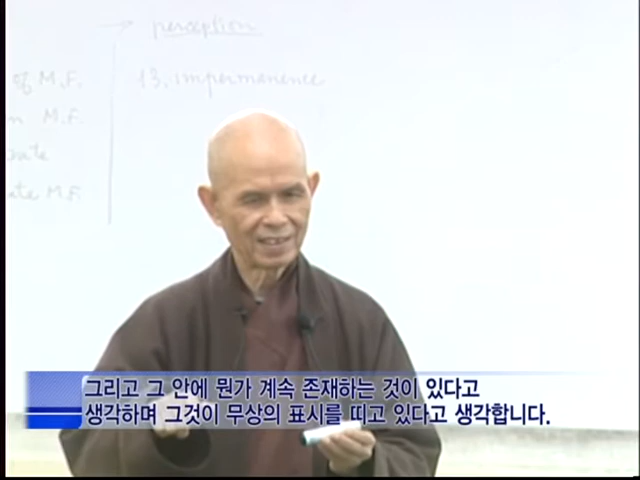 → perception
of M.F.
13. impermanence
M.F.
M.F.
그리고 그 안에 뭔가 계속 존재하는 것이 있다고
생각하며 그것이 무상의 표시를 띠고 있다고 생각합니다.